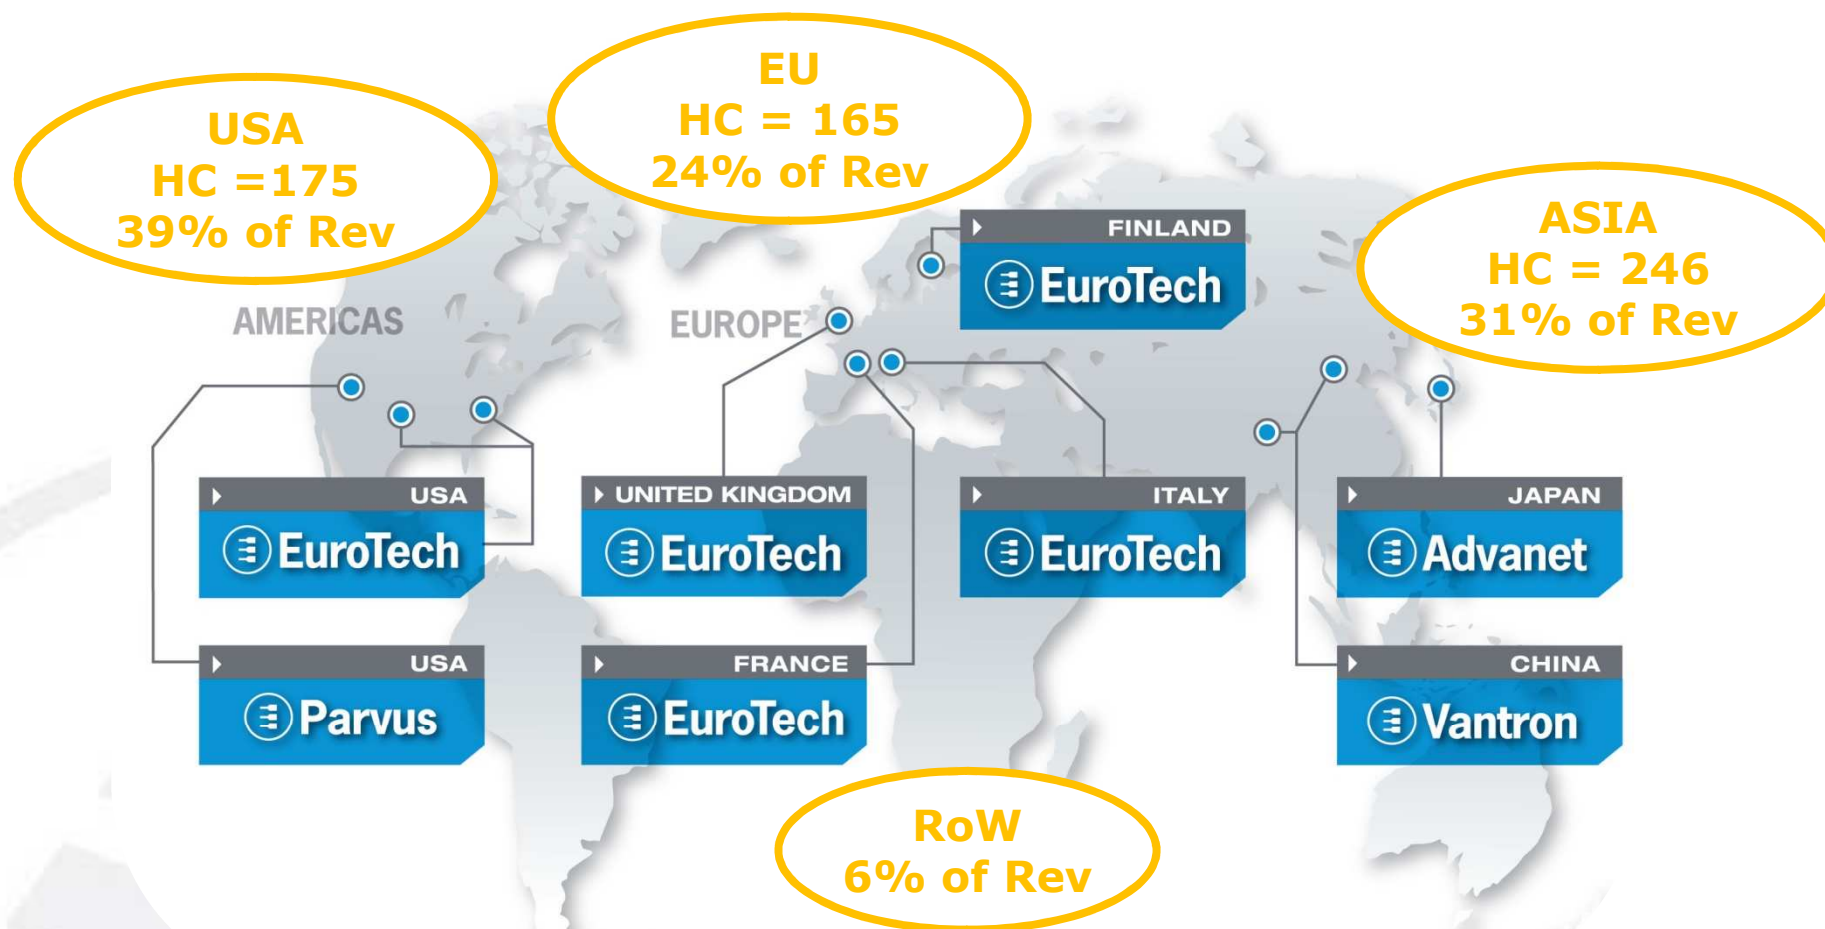 EU
HC = 165
24% of Rev
USA
HC =175
39% of Rev
ASIA
HC = 246
31% of Rev
FINLAND
EuroTech
AMERICAS
EUROPE
USA
EuroTech
UNITED KINGDOM
EuroTech
ITALY
EuroTech
JAPAN
Advanet
USA
Parvus
FRANCE
EuroTech
CHINA
Vantron
RoW
6% of Rev